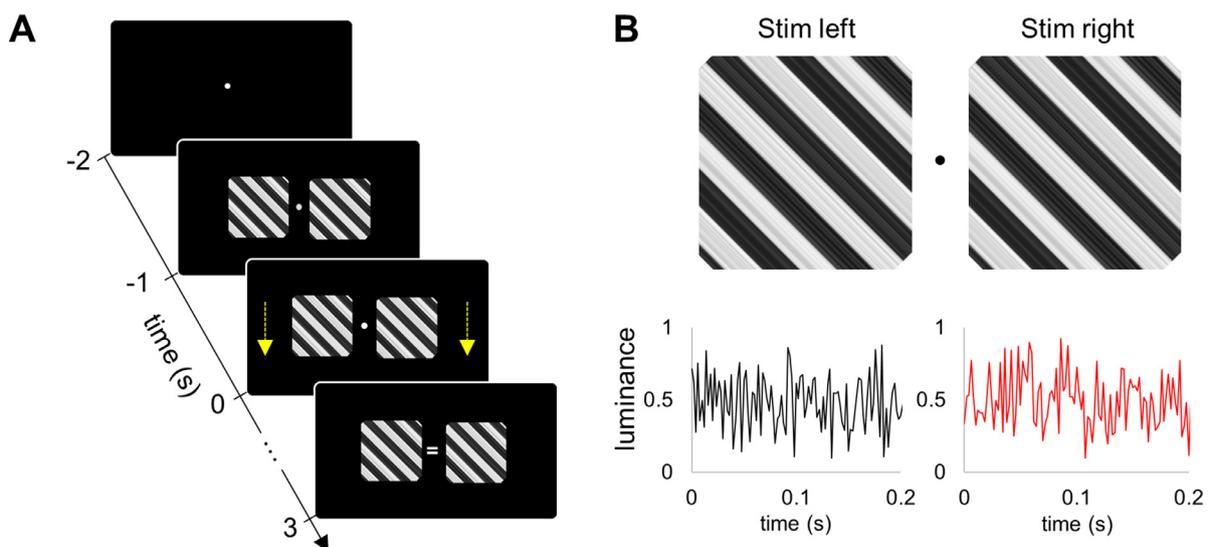 A
-2
-1
time (s)
0
...
=
3
B
Stim left
Stim right
luminance
1
0.5
0
0
0.1
0.2
time (s)
1
0.5
0
0
0.1
0.2
time (s)